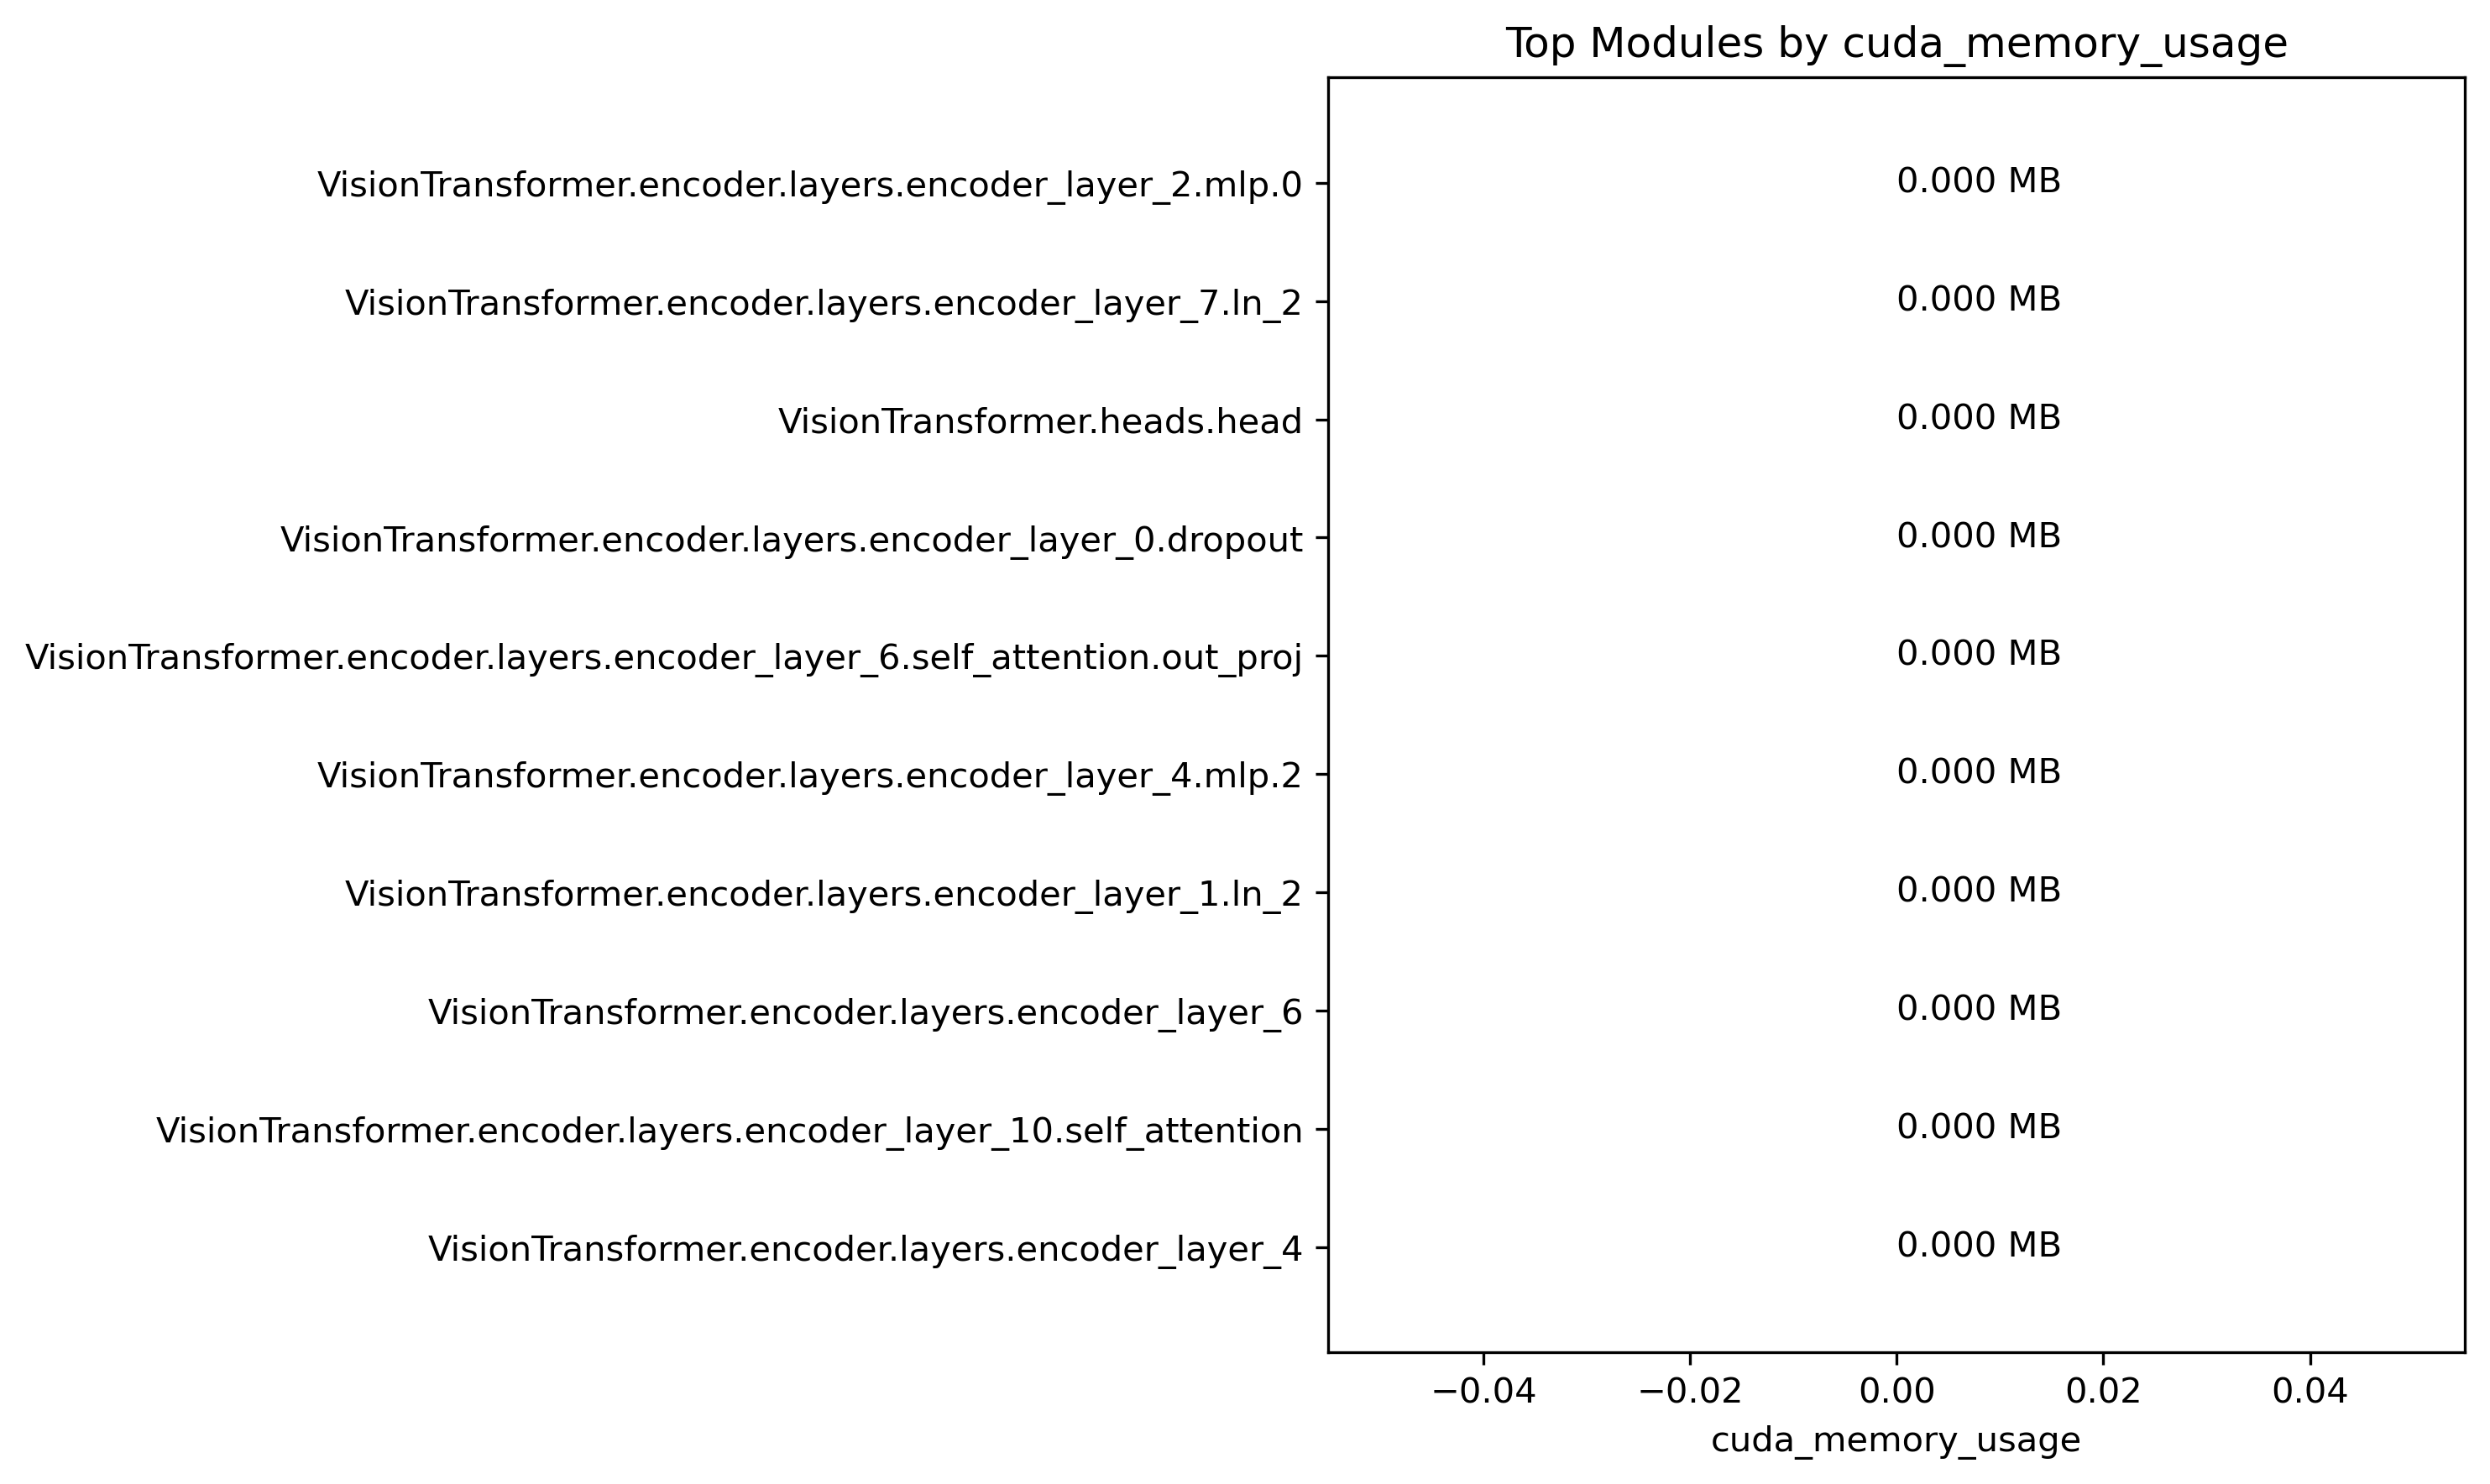 Top Modules by cuda_memory_usage
VisionTransformer.encoder.layers.encoder_layer_2.mlp.0 0.000 MB
VisionTransformer.encoder.layers.encoder_layer_7.ln_2 0.000 MB
VisionTransformer.heads.head 0.000 MB
VisionTransformer.encoder.layers.encoder_layer_0.dropout 0.000 MB
VisionTransformer.encoder.layers.encoder_layer_6.self_attention.out_proj 0.000 MB
VisionTransformer.encoder.layers.encoder_layer_4.mlp.2 0.000 MB
VisionTransformer.encoder.layers.encoder_layer_1.ln_2 0.000 MB
VisionTransformer.encoder.layers.encoder_layer_6 0.000 MB
VisionTransformer.encoder.layers.encoder_layer_10.self_attention 0.000 MB
VisionTransformer.encoder.layers.encoder_layer_4 0.000 MB
−0.04 −0.02 0.00 0.02 0.04
cuda_memory_usage